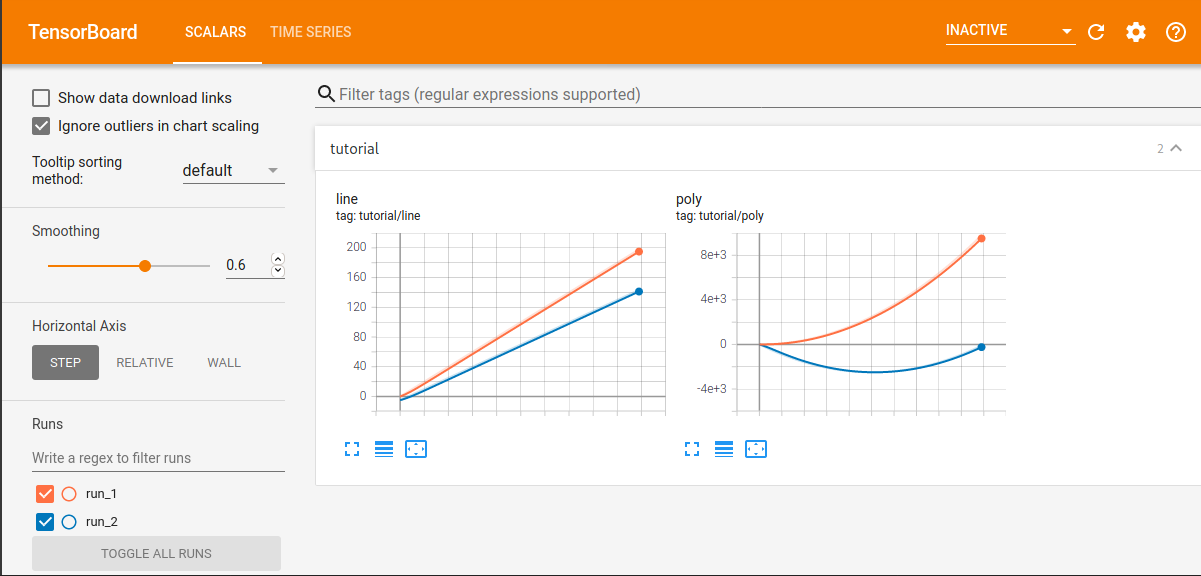 TensorBoard
SCALARS
TIME SERIES
INACTIVE
Show data download links
Ignore outliers in chart scaling
Tooltip sorting
method:
default
Smoothing
0.6
Horizontal Axis
STEP
RELATIVE
WALL
Runs
Write a regex to filter runs
run_1
run_2
TOGGLE ALL RUNS
Filter tags (regular expressions supported)
tutorial
2
line
tag: tutorial/line
200
160
120
80
40
0
poly
tag: tutorial/poly
8e+3
4e+3
0
-4e+3